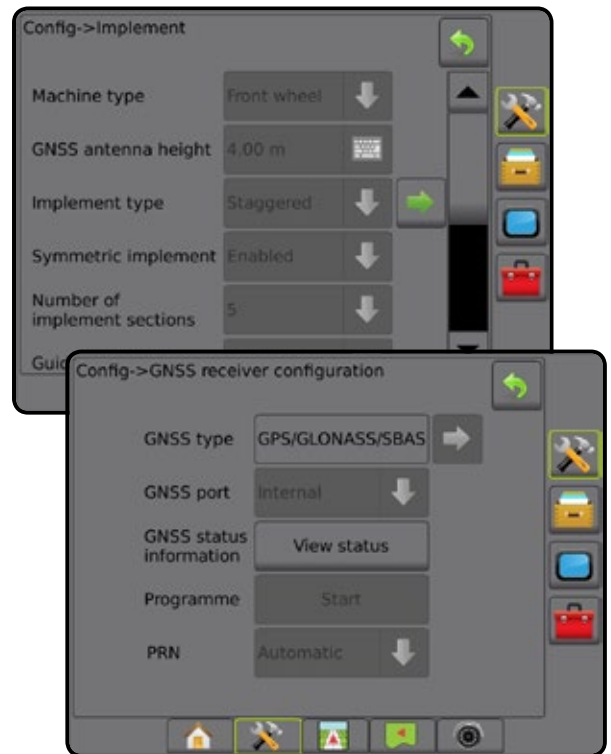 Config->Implement
Machine type
Front wheel
GNSS antenna height
4.00 m
Implement type
Staggered
Symmetric implement
Enabled
Number of
implement sections
5
Guid
Config->GNSS receiver configuration
GNSS type
GPS/GLONASS/SBAS
GNSS port
Internal
GNSS status
information
View status
Programme
Start
PRN
Automatic